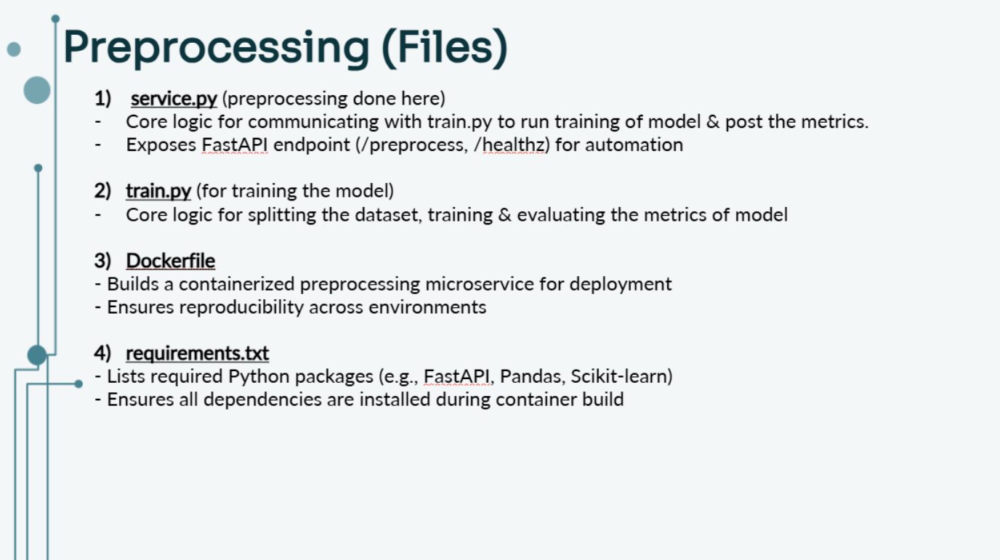 Preprocessing (Files)
1) service.py (preprocessing done here)
- Core logic for communicating with train.py to run training of model & post the metrics.
- Exposes FastAPI endpoint (/preprocess, /healthz) for automation
2) train.py (for training the model)
- Core logic for splitting the dataset, training & evaluating the metrics of model
3) Dockerfile
- Builds a containerized preprocessing microservice for deployment
- Ensures reproducibility across environments
4) requirements.txt
- Lists required Python packages (e.g., FastAPI, Pandas, Scikit-learn)
- Ensures all dependencies are installed during container build